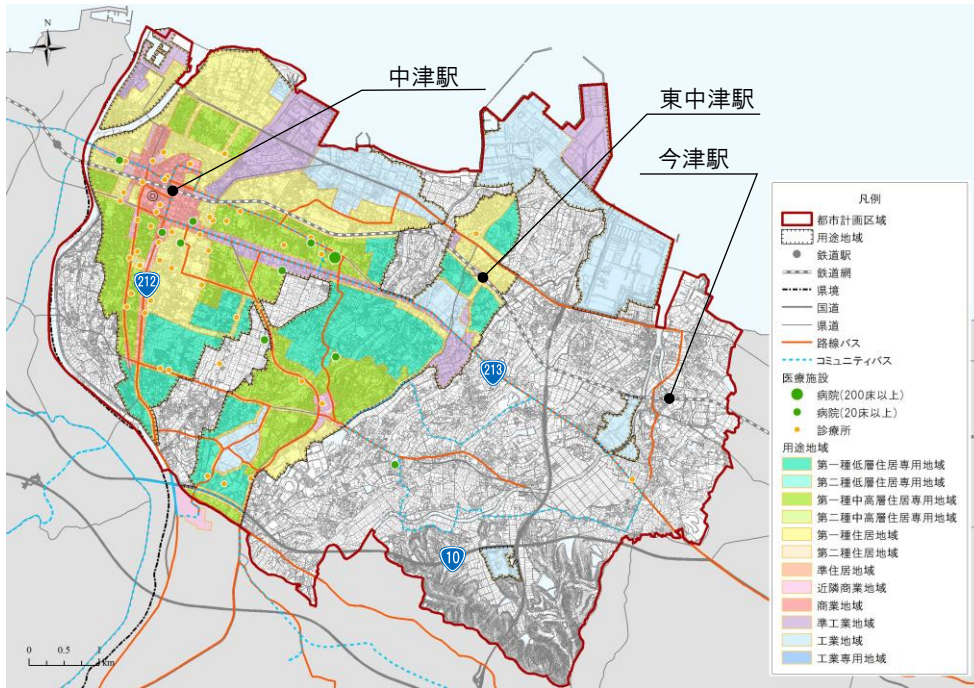 N
中津駅
東中津駅
今津駅
212
213
10
0 0.5 1
km
凡例
都市計画区域
用途地域
鉄道駅
鉄道網
県境
国道
県道
路線バス
コミュニティバス
医療施設
病院(200床以上)
病院(20床以上)
診療所
用途地域
第一種低層住居専用地域
第二種低層住居専用地域
第一種中高層住居専用地域
第二種中高層住居専用地域
第一種住居地域
第二種住居地域
準住居地域
近隣商業地域
商業地域
準工業地域
工業地域
工業専用地域